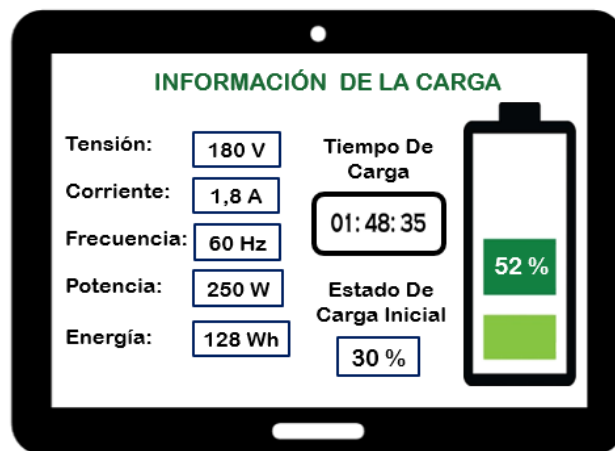 INFORMACIÓN DE LA CARGA
Tensión: 180 V
Corriente: 1,8 A
Frecuencia: 60 Hz
Potencia: 250 W
Energía: 128 Wh
Tiempo De
Carga
01:48:35
Estado De
Carga Inicial
30 %
52 %